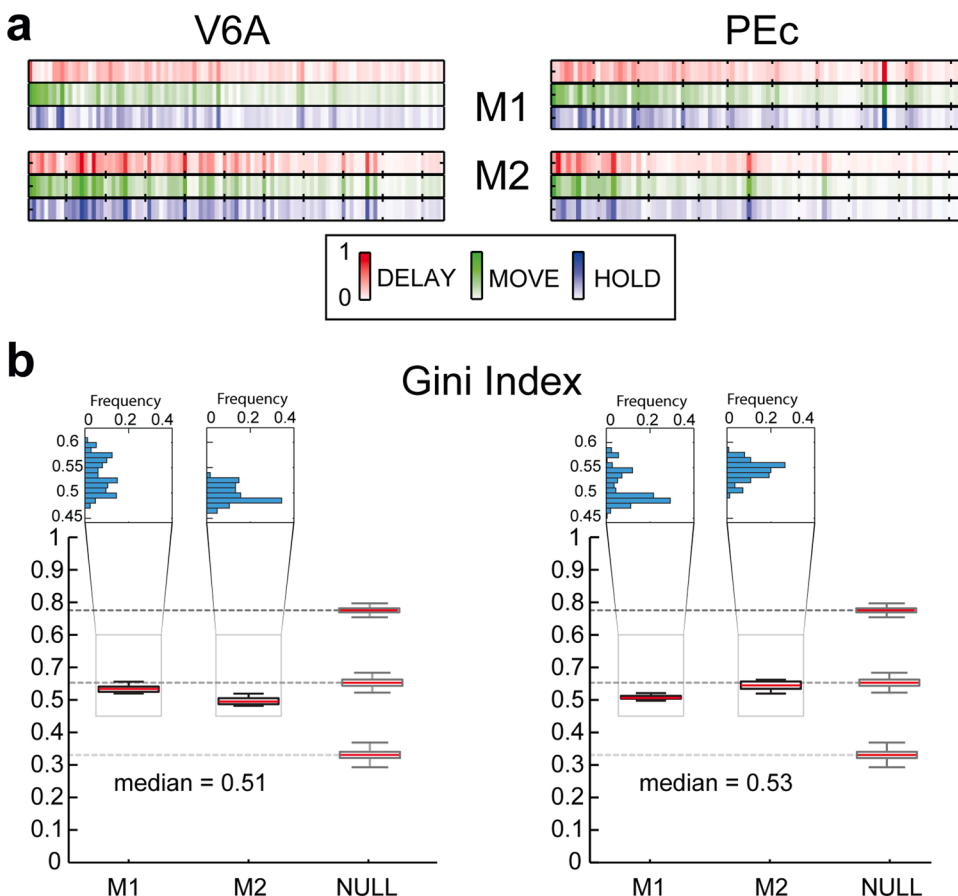 a
V6A
PEc
M1
M2
1
0
DELAY
MOVE
HOLD
b
Gini Index
Frequency
0 0.2 0.4
Frequency
0 0.2 0.4
0.6
0.55
0.5
0.45
1
0.9
0.8
0.6
0.7
0.5
0.4
0.3
0.2
0.1
0
median = 0.51
M1 M2 NULL
Frequency
0 0.2 0.4
Frequency
0 0.2 0.4
0.6
0.55
0.5
0.45
1
0.9
0.8
0.6
0.7
0.5
0.4
0.3
0.2
0.1
0
median = 0.53
M1 M2 NULL